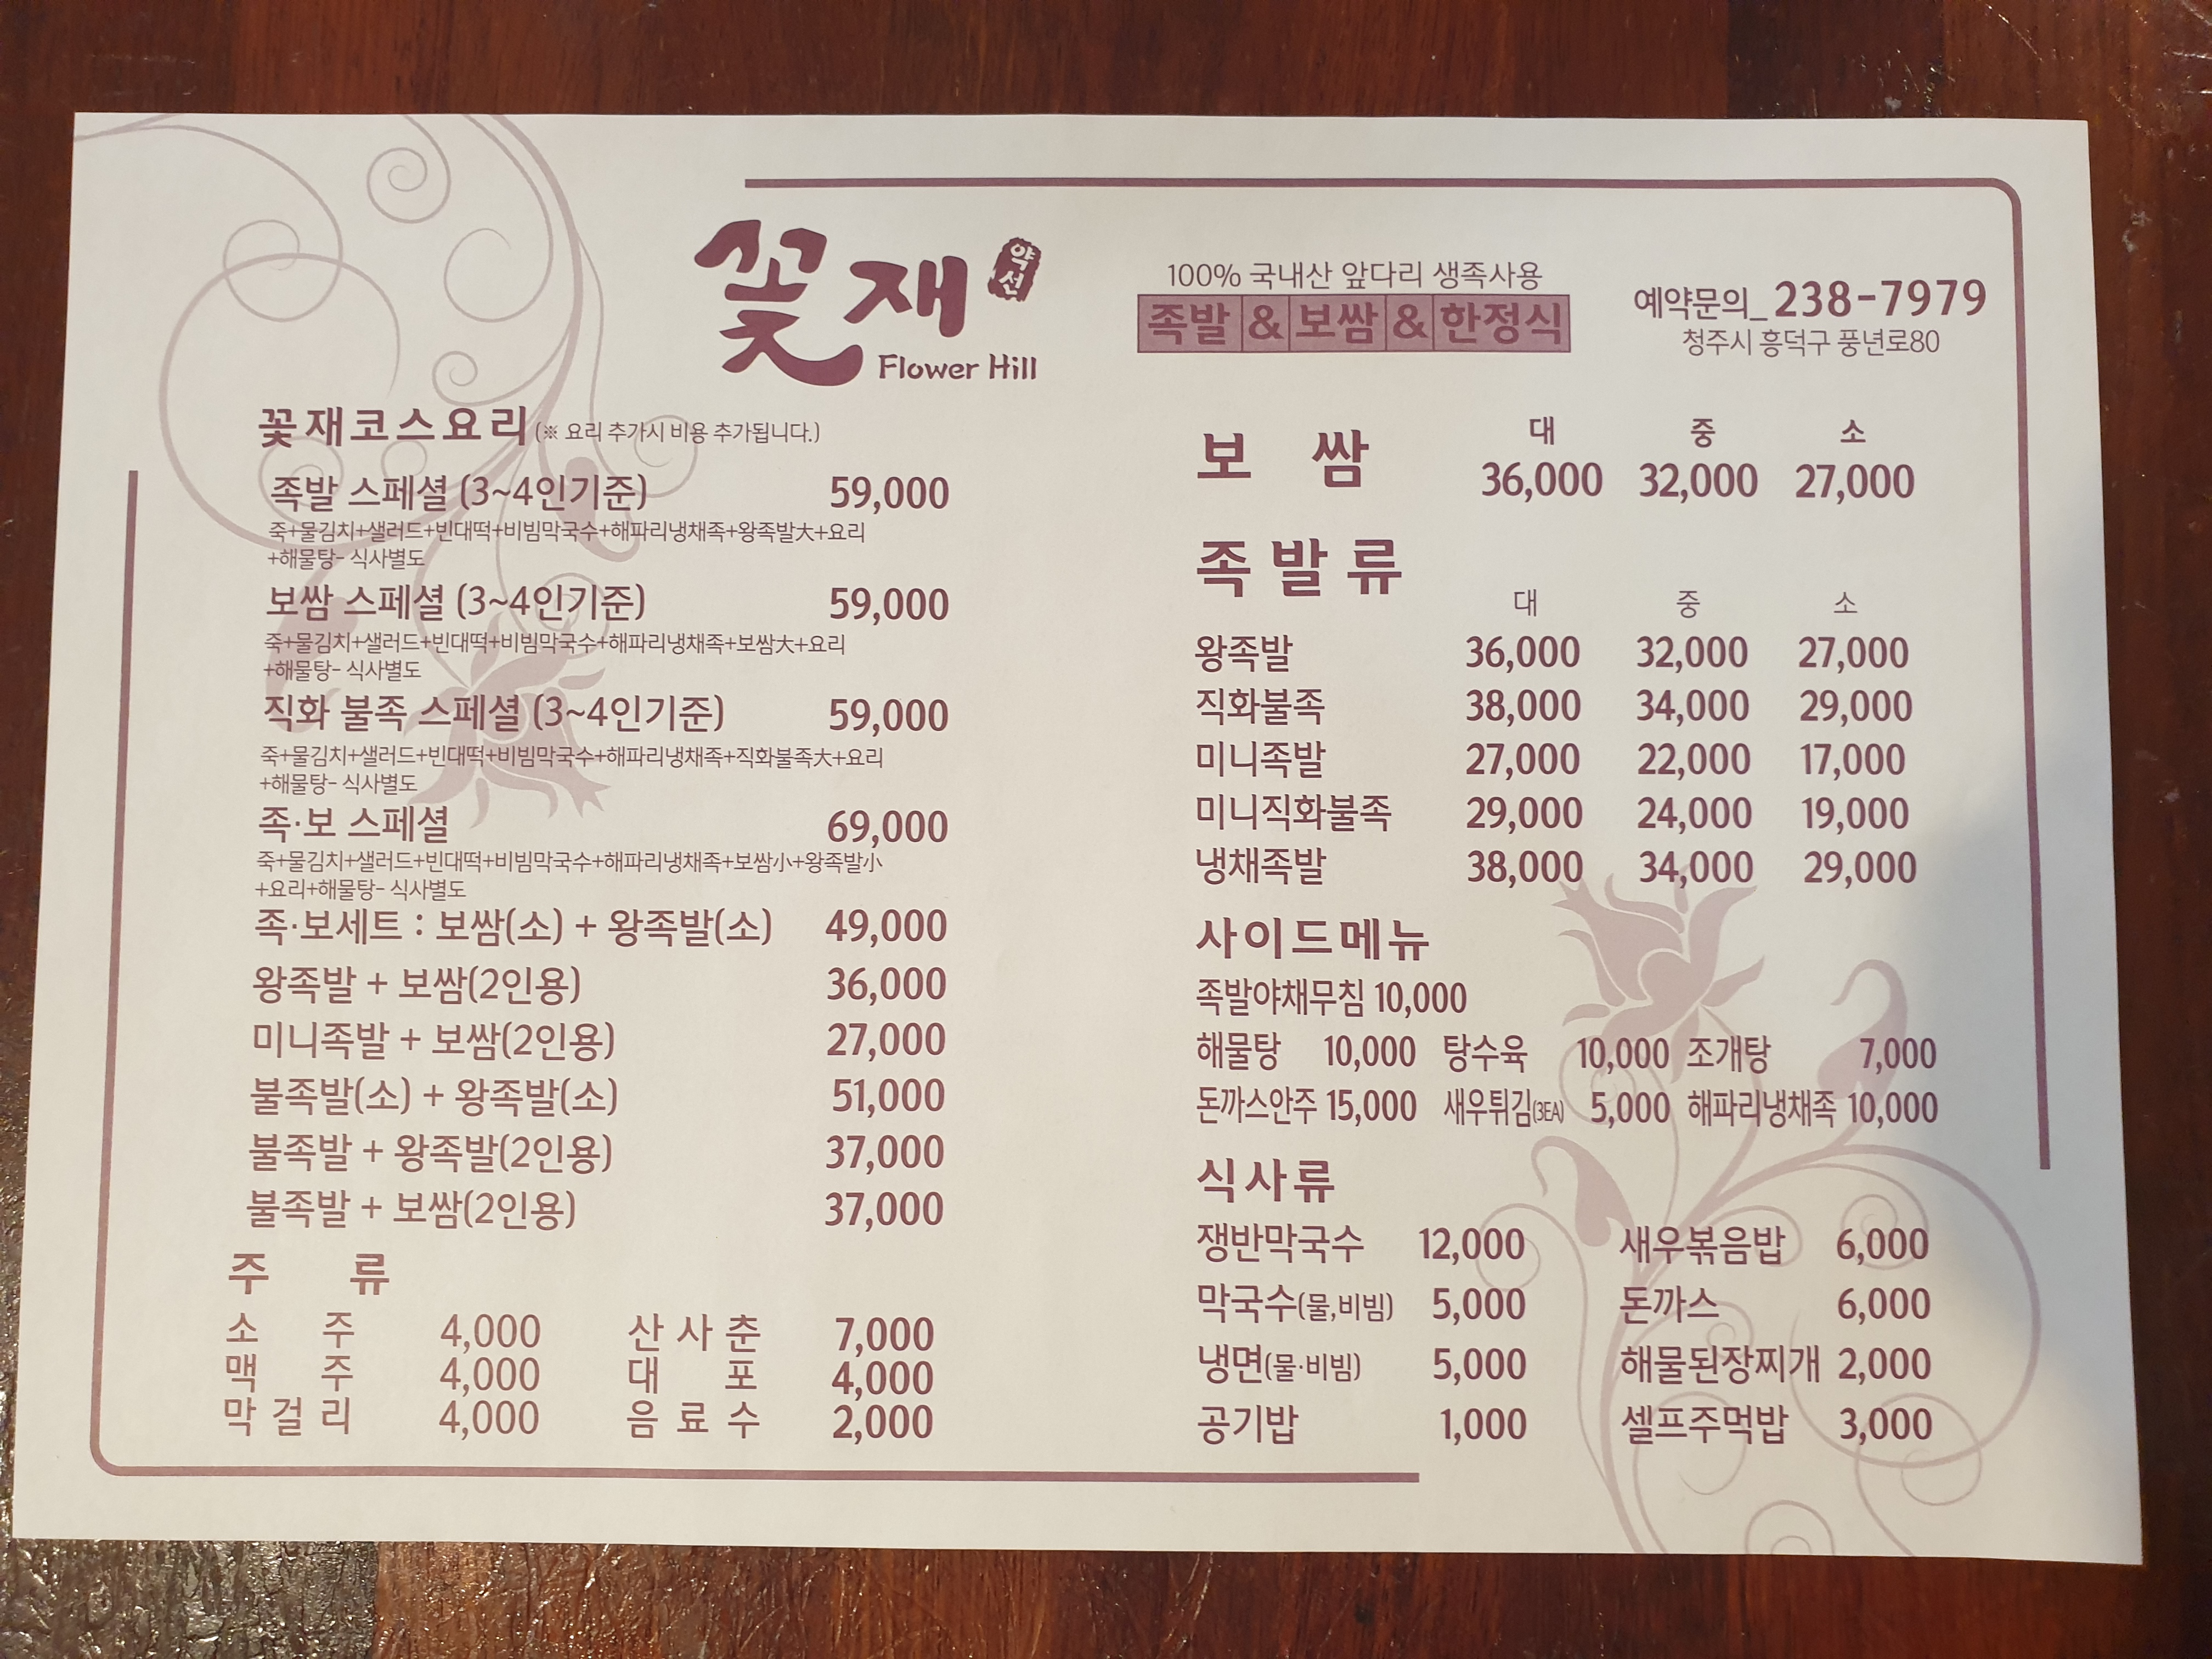 꽃재 약선
Flower Hill
100% 국내산 앞다리 생족사용
족발 & 보쌈 & 한정식
예약문의_238-7979
청주시 흥덕구 풍년로80
꽃재코스요리 (※ 요리 추가시 비용 추가됩니다.)
족발 스페셜 (3~4인기준) 59,000
죽+물김치+샐러드+빈대떡+비빔막국수+해파리냉채족+왕족발大+요리
+해물탕- 식사별도
보쌈 스페셜 (3~4인기준) 59,000
죽+물김치+샐러드+빈대떡+비빔막국수+해파리냉채족+보쌈大+요리
+해물탕- 식사별도
직화 불족 스페셜 (3~4인기준) 59,000
죽+물김치+샐러드+빈대떡+비빔막국수+해파리냉채족+직화불족大+요리
+해물탕- 식사별도
족·보 스페셜 69,000
죽+물김치+샐러드+빈대떡+비빔막국수+해파리냉채족+보쌈小+왕족발小
+요리+해물탕- 식사별도
족·보세트 : 보쌈(소) + 왕족발(소) 49,000
왕족발 + 보쌈(2인용) 36,000
미니족발 + 보쌈(2인용) 27,000
불족발(소) + 왕족발(소) 51,000
불족발 + 왕족발(2인용) 37,000
불족발 + 보쌈(2인용) 37,000
주 류
소 주 4,000 산 사 춘 7,000
맥 주 4,000 대 포 4,000
막 걸 리 4,000 음 료 수 2,000
대 중 소
보 쌈 36,000 32,000 27,000
족 발 류
대 중 소
왕족발 36,000 32,000 27,000
직화불족 38,000 34,000 29,000
미니족발 27,000 22,000 17,000
미니직화불족 29,000 24,000 19,000
냉채족발 38,000 34,000 29,000
사이드메뉴
족발야채무침 10,000
해물탕 10,000 탕수육 10,000 조개탕 7,000
돈까스안주 15,000 새우튀김(3EA) 5,000 해파리냉채족 10,000
식사류
쟁반막국수 12,000 새우볶음밥 6,000
막국수(물,비빔) 5,000 돈까스 6,000
냉면(물·비빔) 5,000 해물된장찌개 2,000
공기밥 1,000 셀프주먹밥 3,000